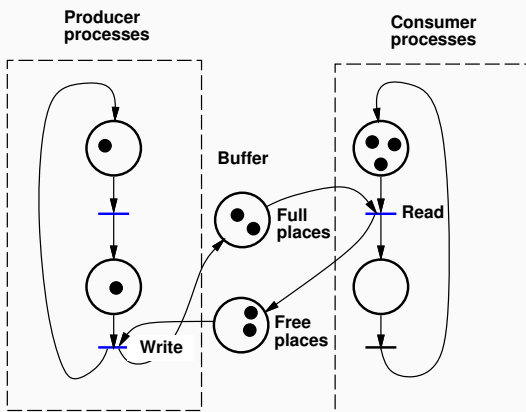 Producer
processes
Consumer
processes
Buffer
Full
places
Read
Free
places
Write